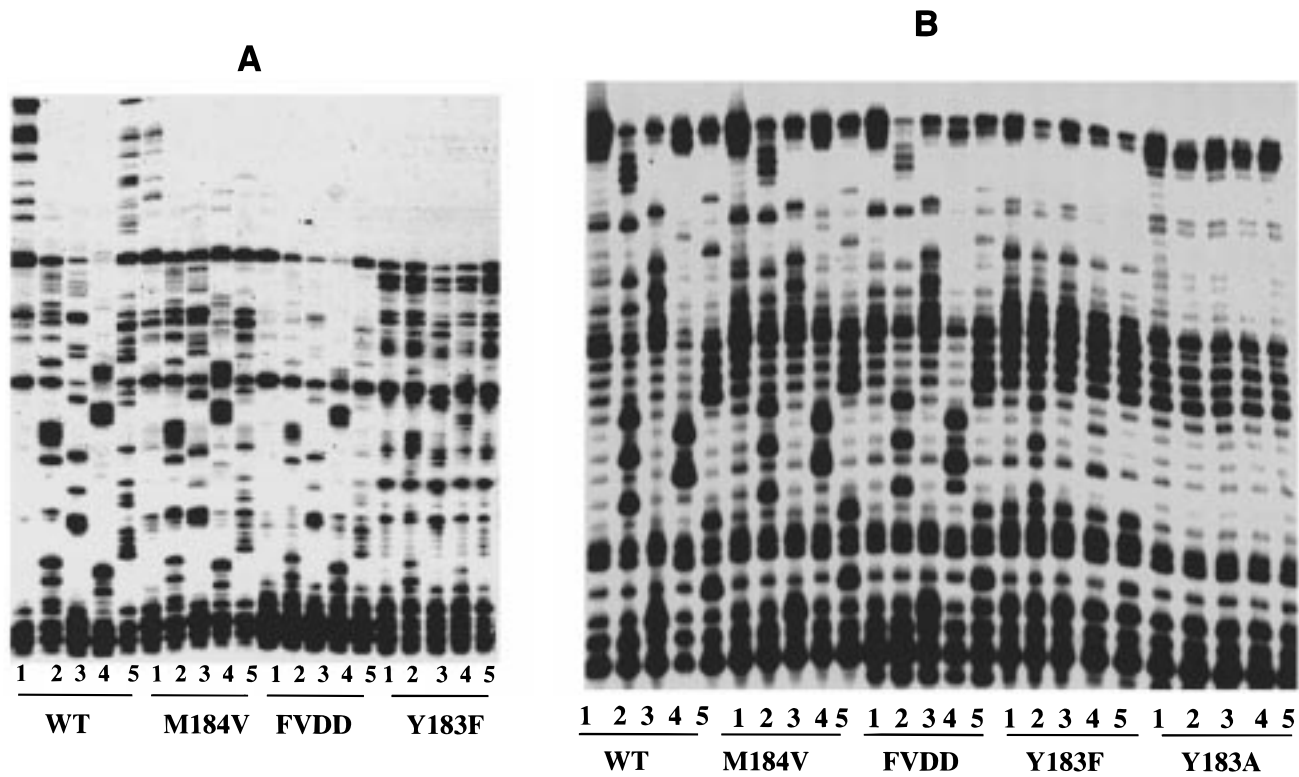 A
B
1 2 3 4 5 1 2 3 4 5 1 2 3 4 5 1 2 3 4 5
WT M184V FVDD Y183F
1 2 3 4 5 1 2 3 4 5 1 2 3 4 5 1 2 3 4 5 1 2 3 4 5
WT M184V FVDD Y183F Y183A